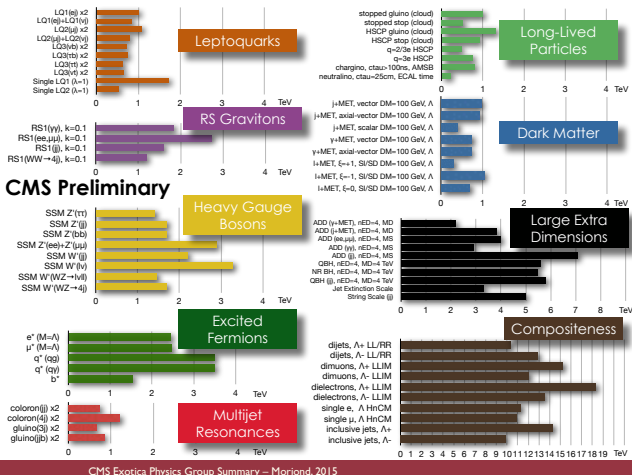 LQ1(ej) x2
LQ1(ej)+LQ1(νj)
LQ2(μj) x2
LQ2(μj)+LQ2(νj)
LQ3(νb) x2
LQ3(τb) x2
LQ3(τt) x2
LQ3(νt) x2
Single LQ1 (λ=1)
Single LQ2 (λ=1)
0 1 2 3 4 TeV
Leptoquarks
RS1(γγ), k=0.1
RS1(ee,μμ), k=0.1
RS1(jj), k=0.1
RS1(WW→4j), k=0.1
0 1 2 3 4 TeV
RS Gravitons
CMS Preliminary
SSM Z'(ττ)
SSM Z'(jj)
SSM Z'(bb)
SSM Z'(ee)+Z'(μμ)
SSM W'(jj)
SSM W'(lν)
SSM W'(WZ→lνll)
SSM W'(WZ→4j)
0 1 2 3 4 TeV
Heavy Gauge
Bosons
e* (M=Λ)
μ* (M=Λ)
q* (qg)
q* (qγ)
b*
0 1 2 3 4 TeV
Excited
Fermions
coloron(jj) x2
coloron(4j) x2
gluino(3j) x2
gluino(jjb) x2
0 1 2 3 4 TeV
Multijet
Resonances
stopped gluino (cloud)
stopped stop (cloud)
HSCP gluino (cloud)
HSCP stop (cloud)
q=2/3e HSCP
q=3e HSCP
chargino, ctau>100ns, AMSB
neutralino, ctau=25cm, ECAL time
0 1 2 3 4 TeV
Long-Lived
Particles
j+MET, vector DM=100 GeV, Λ
j+MET, axial-vector DM=100 GeV, Λ
j+MET, scalar DM=100 GeV, Λ
γ+MET, vector DM=100 GeV, Λ
γ+MET, axial-vector DM=100 GeV, Λ
l+MET, ξ=+1, SI/SD DM=100 GeV, Λ
l+MET, ξ=-1, SI/SD DM=100 GeV, Λ
l+MET, ξ=0, SI/SD DM=100 GeV, Λ
0 1 2 3 4 TeV
Dark Matter
ADD (γ+MET), nED=4, MD
ADD (j+MET), nED=4, MD
ADD (ee,μμ), nED=4, MS
ADD (γγ), nED=4, MS
ADD (jj), nED=4, MS
QBH, nED=4, MD=4 TeV
NR BH, nED=4, MD=4 TeV
QBH (jj), nED=4, MD=4 TeV
Jet Extinction Scale
String Scale (jj)
0 1 2 3 4 5 6 7 8 9 10 TeV
Large Extra
Dimensions
dijets, Λ+ LL/RR
dijets, Λ- LL/RR
dimuons, Λ+ LLIM
dimuons, Λ- LLIM
dielectrons, Λ+ LLIM
dielectrons, Λ- LLIM
single e, Λ HnCM
single μ, Λ HnCM
inclusive jets, Λ+
inclusive jets, Λ-
0 1 2 3 4 5 6 7 8 9 10 11 12 13 14 15 16 17 18 19 TeV
Compositeness
CMS Exotica Physics Group Summary – Moriond, 2015